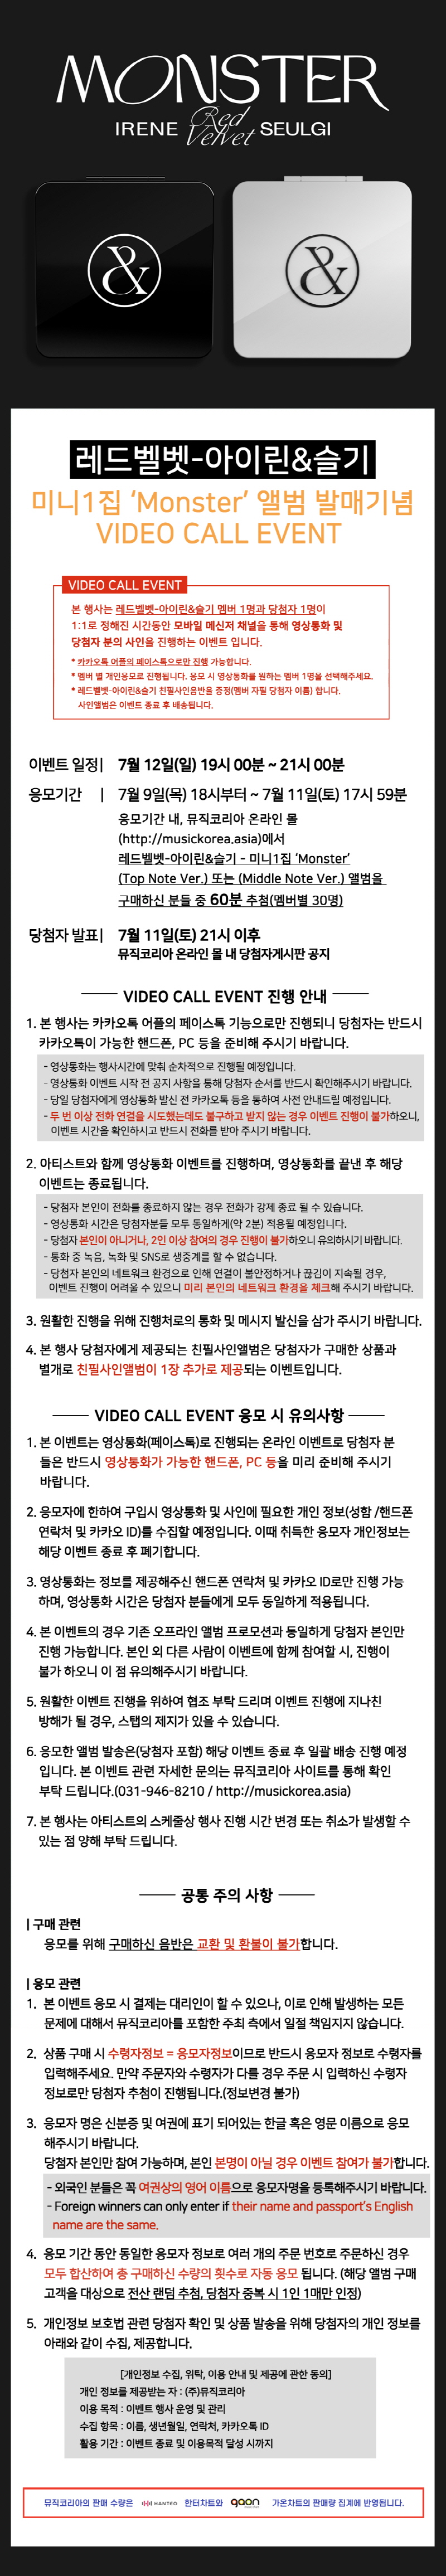 MONSTER
IRENE Red Velvet SEULGI
&
&
레드벨벳-아이린&슬기
미니1집 ‘Monster’ 앨범 발매기념
VIDEO CALL EVENT
VIDEO CALL EVENT
본 행사는 레드벨벳-아이린&슬기 멤버 1명과 당첨자 1명이
1:1로 정해진 시간동안 모바일 메신저 채널을 통해 영상통화 및
당첨자 분의 사인을 진행하는 이벤트 입니다.
* 카카오톡 어플의 페이스톡으로만 진행 가능합니다.
* 멤버 별 개인응모로 진행됩니다. 응모 시 영상통화를 원하는 멤버 1명을 선택해주세요.
* 레드벨벳-아이린&슬기 친필사인음반을 증정(멤버 자필 당첨자 이름) 합니다.
사인앨범은 이벤트 종료 후 배송됩니다.
이벤트 일정| 7월 12일(일) 19시 00분 ~ 21시 00분
응모기간 | 7월 9일(목) 18시부터 ~ 7월 11일(토) 17시 59분
응모기간 내, 뮤직코리아 온라인 몰
(http://musickorea.asia)에서
레드벨벳-아이린&슬기 - 미니1집 ‘Monster’
(Top Note Ver.) 또는 (Middle Note Ver.) 앨범을
구매하신 분들 중 60분 추첨(멤버별 30명)
당첨자 발표| 7월 11일(토) 21시 이후
뮤직코리아 온라인 몰 내 당첨자게시판 공지
VIDEO CALL EVENT 진행 안내
1. 본 행사는 카카오톡 어플의 페이스톡 기능으로만 진행되니 당첨자는 반드시
카카오톡이 가능한 핸드폰, PC 등을 준비해 주시기 바랍니다.
- 영상통화는 행사시간에 맞춰 순차적으로 진행될 예정입니다.
- 영상통화 이벤트 시작 전 공지 사항을 통해 당첨자 순서를 반드시 확인해주시기 바랍니다.
- 당일 당첨자에게 영상통화 발신 전 카카오톡 등을 통하여 사전 안내드릴 예정입니다.
- 두 번 이상 전화 연결을 시도했는데도 불구하고 받지 않는 경우 이벤트 진행이 불가하오니,
이벤트 시간을 확인하시고 반드시 전화를 받아 주시기 바랍니다.
2. 아티스트와 함께 영상통화 이벤트를 진행하며, 영상통화를 끝낸 후 해당
이벤트는 종료됩니다.
- 당첨자 본인이 전화를 종료하지 않는 경우 전화가 강제 종료 될 수 있습니다.
- 영상통화 시간은 당첨자분들 모두 동일하게(약 2분) 적용될 예정입니다.
- 당첨자 본인이 아니거나, 2인 이상 참여의 경우 진행이 불가하오니 유의하시기 바랍니다.
- 통화 중 녹음, 녹화 및 SNS로 생중계를 할 수 없습니다.
- 당첨자 본인의 네트워크 환경으로 인해 연결이 불안정하거나 끊김이 지속될 경우,
이벤트 진행이 어려울 수 있으니 미리 본인의 네트워크 환경을 체크해 주시기 바랍니다.
3. 원활한 진행을 위해 진행처로의 통화 및 메시지 발신을 삼가 주시기 바랍니다.
4. 본 행사 당첨자에게 제공되는 친필사인앨범은 당첨자가 구매한 상품과
별개로 친필사인앨범이 1장 추가로 제공되는 이벤트입니다.
VIDEO CALL EVENT 응모 시 유의사항
1. 본 이벤트는 영상통화(페이스톡)로 진행되는 온라인 이벤트로 당첨자 분
들은 반드시 영상통화가 가능한 핸드폰, PC 등을 미리 준비해 주시기
바랍니다.
2. 응모자에 한하여 구입시 영상통화 및 사인에 필요한 개인 정보(성함 /핸드폰
연락처 및 카카오 ID)를 수집할 예정입니다. 이때 취득한 응모자 개인정보는
해당 이벤트 종료 후 폐기합니다.
3. 영상통화는 정보를 제공해주신 핸드폰 연락처 및 카카오 ID로만 진행 가능
하며, 영상통화 시간은 당첨자 분들에게 모두 동일하게 적용됩니다.
4. 본 이벤트의 경우 기존 오프라인 앨범 프로모션과 동일하게 당첨자 본인만
진행 가능합니다. 본인 외 다른 사람이 이벤트에 함께 참여할 시, 진행이
불가 하오니 이 점 유의해주시기 바랍니다.
5. 원활한 이벤트 진행을 위하여 협조 부탁 드리며 이벤트 진행에 지나친
방해가 될 경우, 스탭의 제지가 있을 수 있습니다.
6. 응모한 앨범 발송은(당첨자 포함) 해당 이벤트 종료 후 일괄 배송 진행 예정
입니다. 본 이벤트 관련 자세한 문의는 뮤직코리아 사이트를 통해 확인
부탁 드립니다.(031-946-8210 / http://musickorea.asia)
7. 본 행사는 아티스트의 스케줄상 행사 진행 시간 변경 또는 취소가 발생할 수
있는 점 양해 부탁 드립니다.
공통 주의 사항
| 구매 관련
응모를 위해 구매하신 음반은 교환 및 환불이 불가합니다.
| 응모 관련
1. 본 이벤트 응모 시 결제는 대리인이 할 수 있으나, 이로 인해 발생하는 모든
문제에 대해서 뮤직코리아를 포함한 주최 측에서 일절 책임지지 않습니다.
2. 상품 구매 시 수령자정보 = 응모자정보이므로 반드시 응모자 정보로 수령자를
입력해주세요. 만약 주문자와 수령자가 다를 경우 주문 시 입력하신 수령자
정보로만 당첨자 추첨이 진행됩니다.(정보변경 불가)
3. 응모자 명은 신분증 및 여권에 표기 되어있는 한글 혹은 영문 이름으로 응모
해주시기 바랍니다.
당첨자 본인만 참여 가능하며, 본인 본명이 아닐 경우 이벤트 참여가 불가합니다.
- 외국인 분들은 꼭 여권상의 영어 이름으로 응모자명을 등록해주시기 바랍니다.
- Foreign winners can only enter if their name and passport’s English
name are the same.
4. 응모 기간 동안 동일한 응모자 정보로 여러 개의 주문 번호로 주문하신 경우
모두 합산하여 총 구매하신 수량의 횟수로 자동 응모 됩니다. (해당 앨범 구매
고객을 대상으로 전산 랜덤 추첨, 당첨자 중복 시 1인 1매만 인정)
5. 개인정보 보호법 관련 당첨자 확인 및 상품 발송을 위해 당첨자의 개인 정보를
아래와 같이 수집, 제공합니다.
[개인정보 수집, 위탁, 이용 안내 및 제공에 관한 동의]
개인 정보를 제공받는 자 : (주)뮤직코리아
이용 목적 : 이벤트 행사 운영 및 관리
수집 항목 : 이름, 생년월일, 연락처, 카카오톡 ID
활용 기간 : 이벤트 종료 및 이용목적 달성 시까지
뮤직코리아의 판매 수량은 HANTEO 한터차트와 gaon 가온차트의 판매량 집계에 반영됩니다.